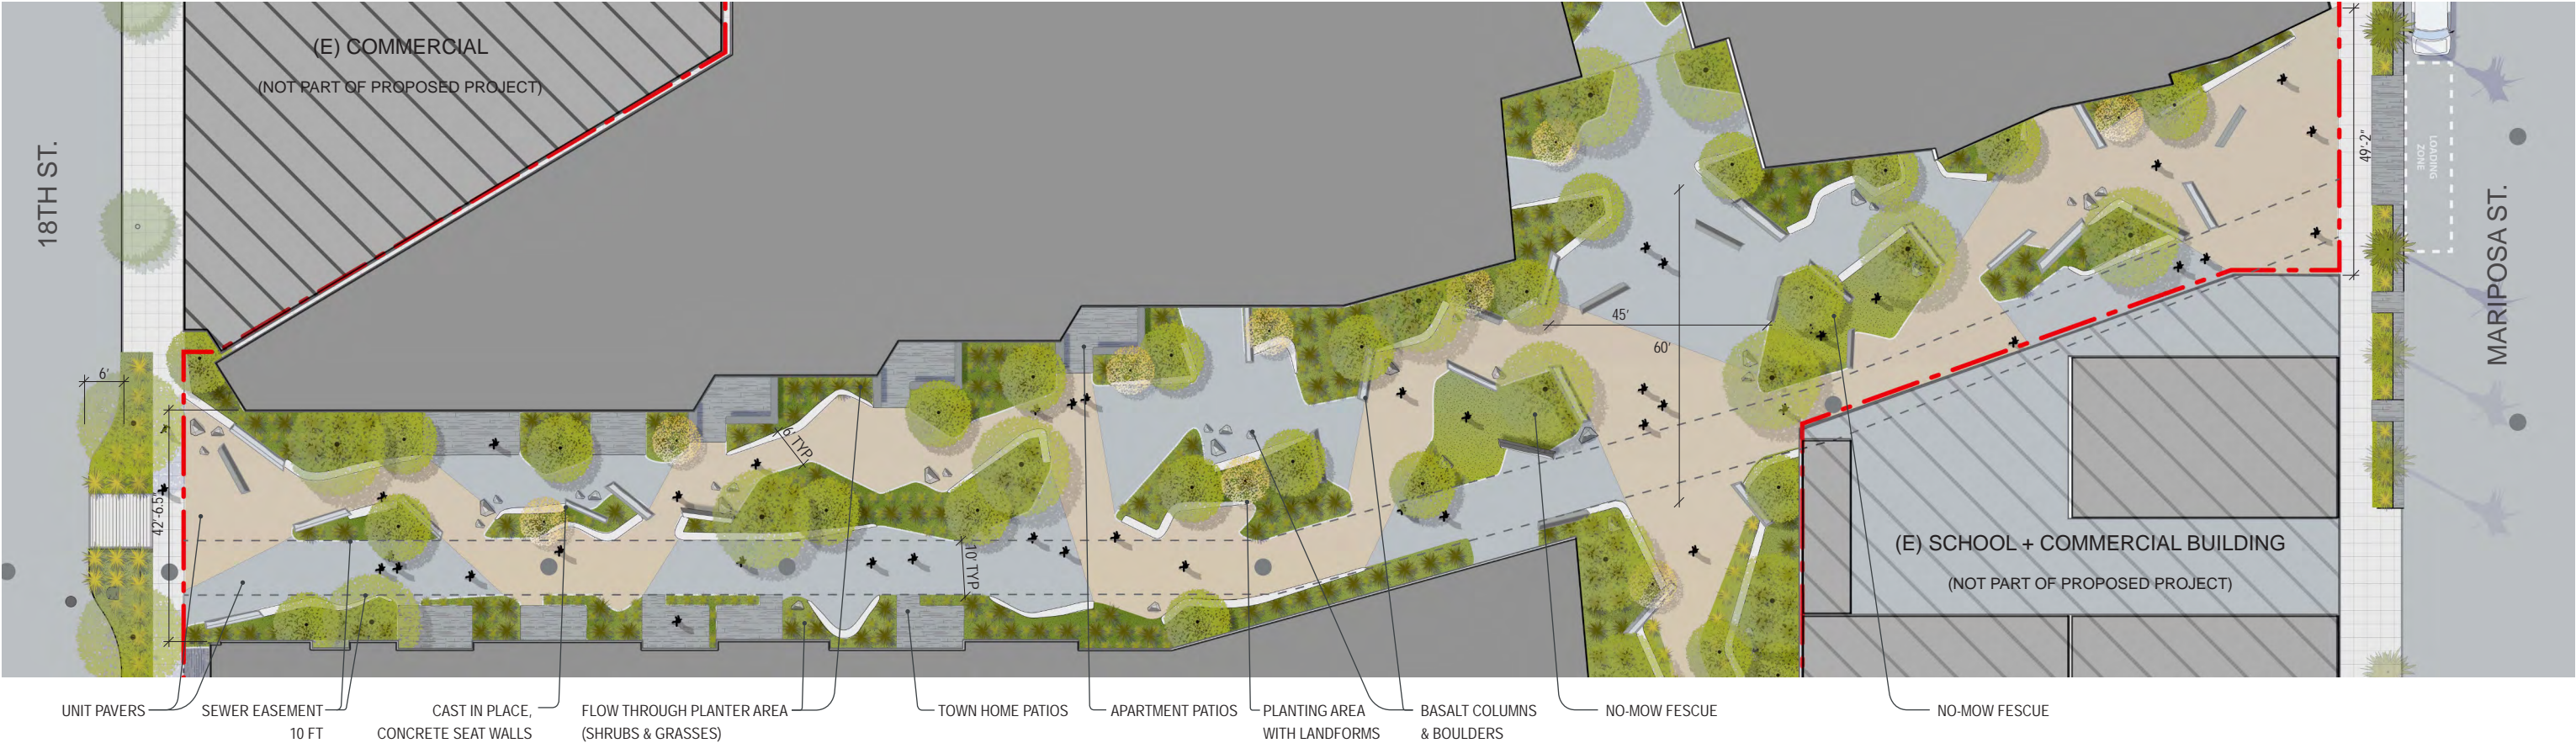 (E) COMMERCIAL
(NOT PART OF PROPOSED PROJECT)
18TH ST.
6'
42'-6.5"
6' TYP
10' TYP
45'
60'
49'-2"
LOADING
ZONE
MARIPOSA ST.
(E) SCHOOL + COMMERCIAL BUILDING
(NOT PART OF PROPOSED PROJECT)
UNIT PAVERS
SEWER EASEMENT
10 FT
CAST IN PLACE,
CONCRETE SEAT WALLS
FLOW THROUGH PLANTER AREA
(SHRUBS & GRASSES)
TOWN HOME PATIOS
APARTMENT PATIOS
PLANTING AREA
WITH LANDFORMS
BASALT COLUMNS
& BOULDERS
NO-MOW FESCUE
NO-MOW FESCUE